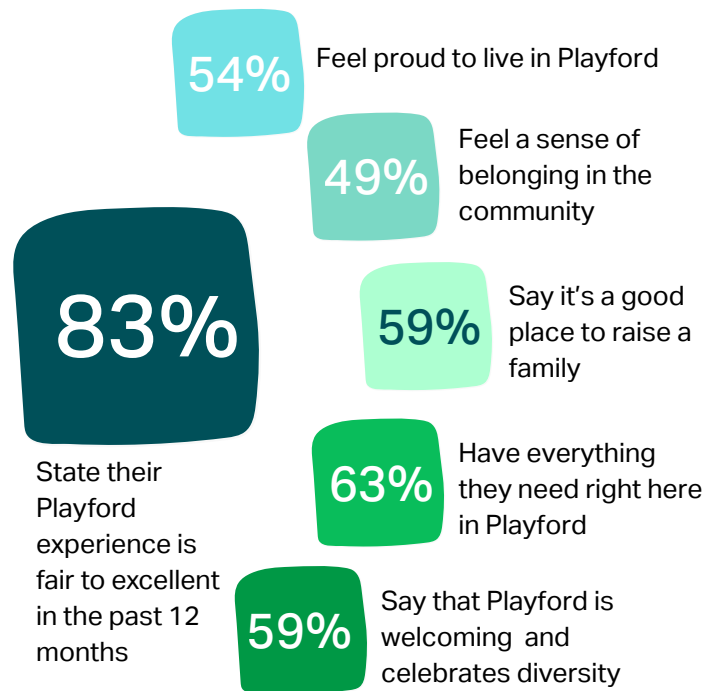 54%
Feel proud to live in Playford
49%
Feel a sense of
belonging in the
community
83%
State their
Playford
experience is
fair to excellent
in the past 12
months
59%
Say it's a good
place to raise a
family
63%
Have everything
they need right here
in Playford
59%
Say that Playford is
welcoming  and
celebrates diversity